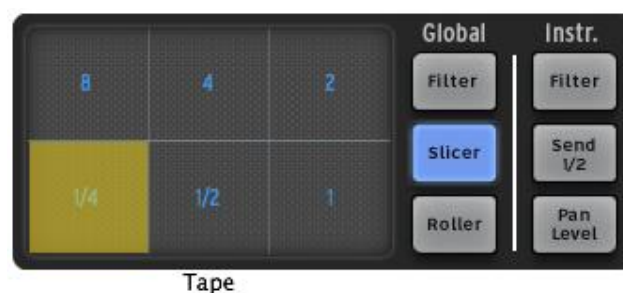 Global Instr.
8 4 2 Filter Filter
Slicer Send 1/2
1/4 1/2 1 Roller Pan Level
Tape